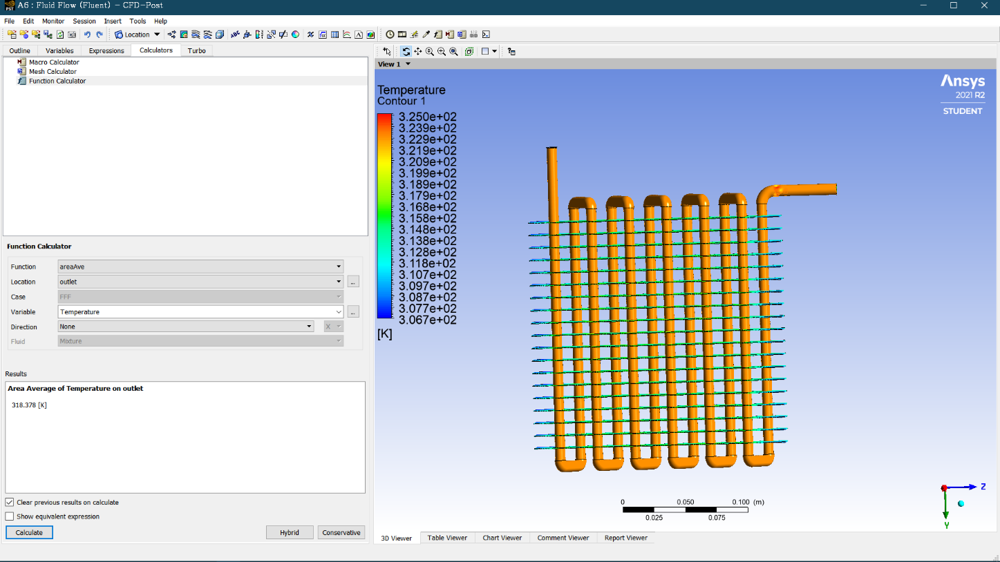 A6 : Fluid Flow (Fluent) - CFD-Post
File Edit Monitor Session Insert Tools Help
Location
Outline Variables Expressions Calculators Turbo
Macro Calculator
Mesh Calculator
Function Calculator
Function Calculator
Function areaAve
Location outlet ...
Case FFF
Variable Temperature ...
Direction None X
Fluid Mixture
Results
Area Average of Temperature on outlet
318.378 [K]
Clear previous results on calculate
Show equivalent expression
Calculate Hybrid Conservative
View 1
Temperature
Contour 1
3.250e+02
3.239e+02
3.229e+02
3.219e+02
3.209e+02
3.199e+02
3.189e+02
3.179e+02
3.168e+02
3.158e+02
3.148e+02
3.138e+02
3.128e+02
3.118e+02
3.107e+02
3.097e+02
3.087e+02
3.077e+02
3.067e+02
[K]
Ansys
2021 R2
STUDENT
0 0.050 0.100 (m)
0.025 0.075
Z
Y
3D Viewer Table Viewer Chart Viewer Comment Viewer Report Viewer